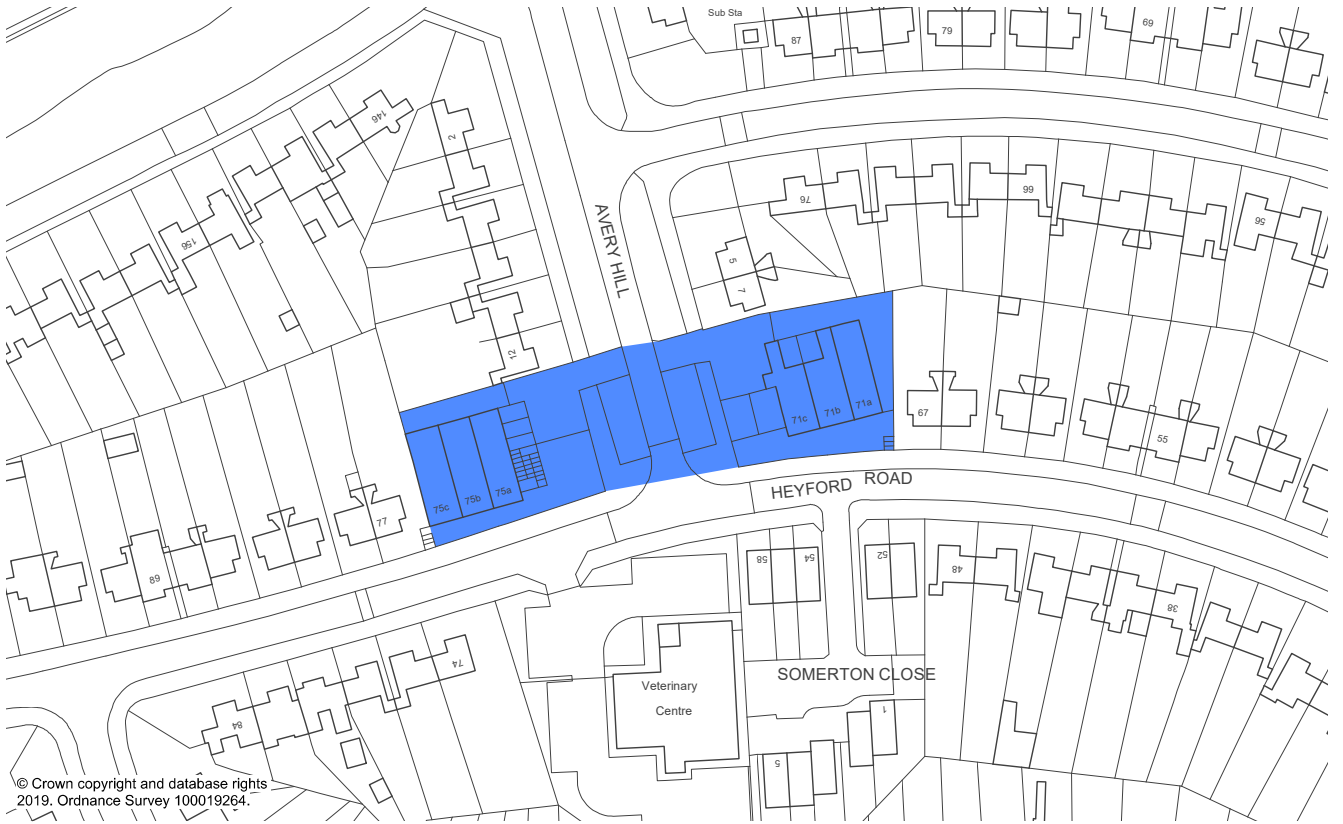 Sub Sta
87
79
69
146
2
156
AVERY HILL
76
66
56
5
7
12
67
55
71c
71b
71a
75c
75b
75a
77
89
HEYFORD ROAD
58
54
52
48
38
74
84
SOMERTON CLOSE
Veterinary
Centre
1
5
© Crown copyright and database rights
2019. Ordnance Survey 100019264.